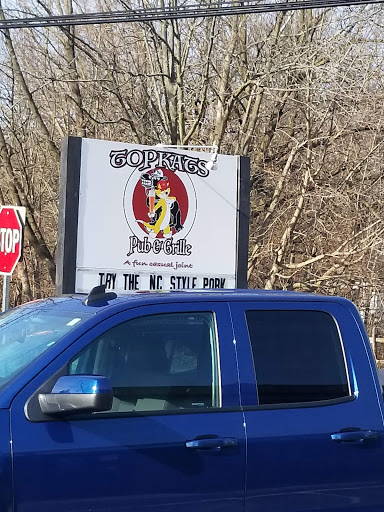 TOPKATS
Pub & Grille
A fun casual joint
TRY THE NC STYLE PORK
STOP